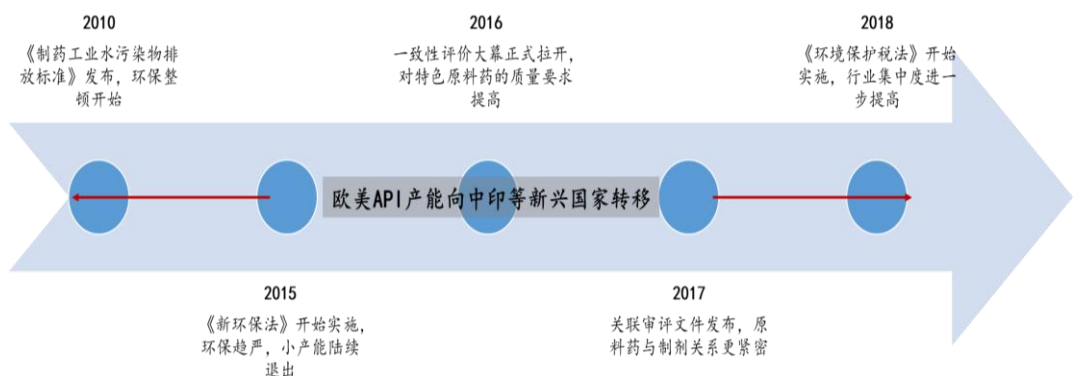 2010
《制药工业水污染物排
放标准》发布，环保整
顿开始
2016
一致性评价大幕正式拉开，
对特色原料药的质量要求
提高
2018
《环境保护税法》开始
实施，行业集中度进一
步提高
欧美API产能向中印等新兴国家转移
2015
《新环保法》开始实施，
环保趋严，小产能陆续
退出
2017
关联审评文件发布，原
料药与制剂关系更紧密